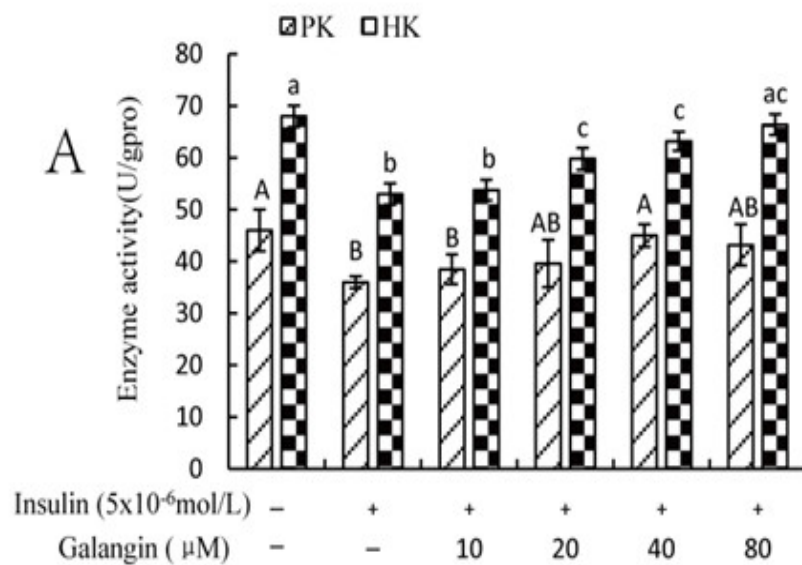 PK HK
A
Enzyme activity(U/gpro)
80
70
60
50
40
30
20
10
0
A a B b B b AB c A c AB ac
Insulin (5x10⁻⁶mol/L) – + + + + +
Galangin ( μM) – – 10 20 40 80